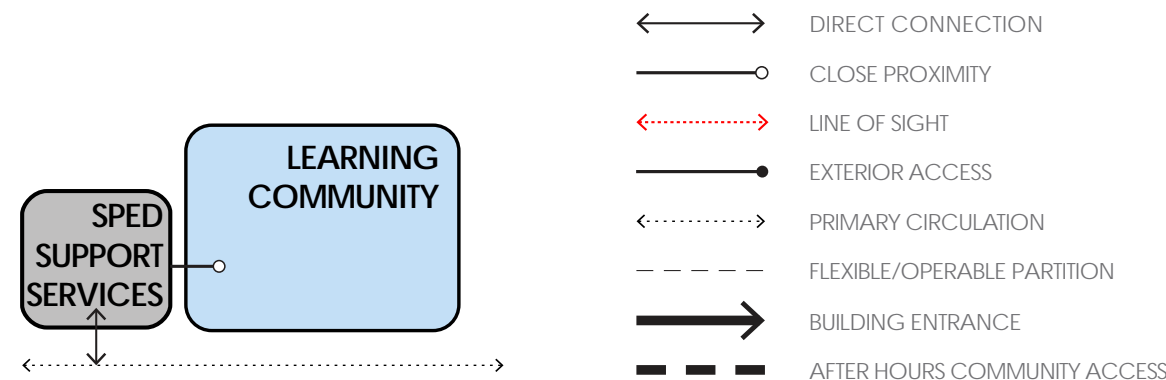 LEARNING
COMMUNITY
SPED
SUPPORT
SERVICES
DIRECT CONNECTION
CLOSE PROXIMITY
LINE OF SIGHT
EXTERIOR ACCESS
PRIMARY CIRCULATION
FLEXIBLE/OPERABLE PARTITION
BUILDING ENTRANCE
AFTER HOURS COMMUNITY ACCESS